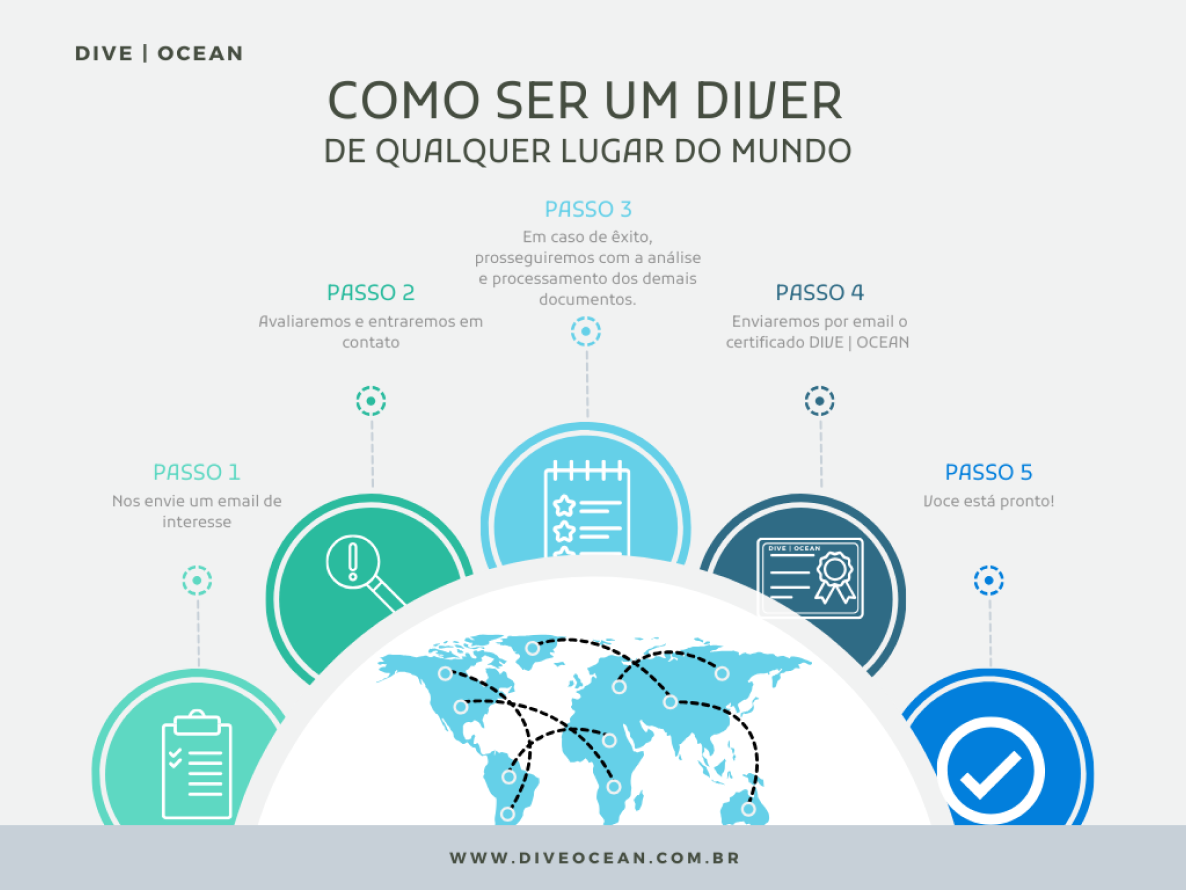 DIVE | OCEAN
COMO SER UM DIVER
DE QUALQUER LUGAR DO MUNDO
PASSO 3
Em caso de êxito,
prosseguiremos com a análise
e processamento dos demais
documentos.
PASSO 2
Avaliaremos e entraremos em
contato
PASSO 4
Enviaremos por email o
certificado DIVE | OCEAN
PASSO 1
Nos envie um email de
interesse
PASSO 5
Voce está pronto!
DIVE | OCEAN
WWW.DIVEOCEAN.COM.BR